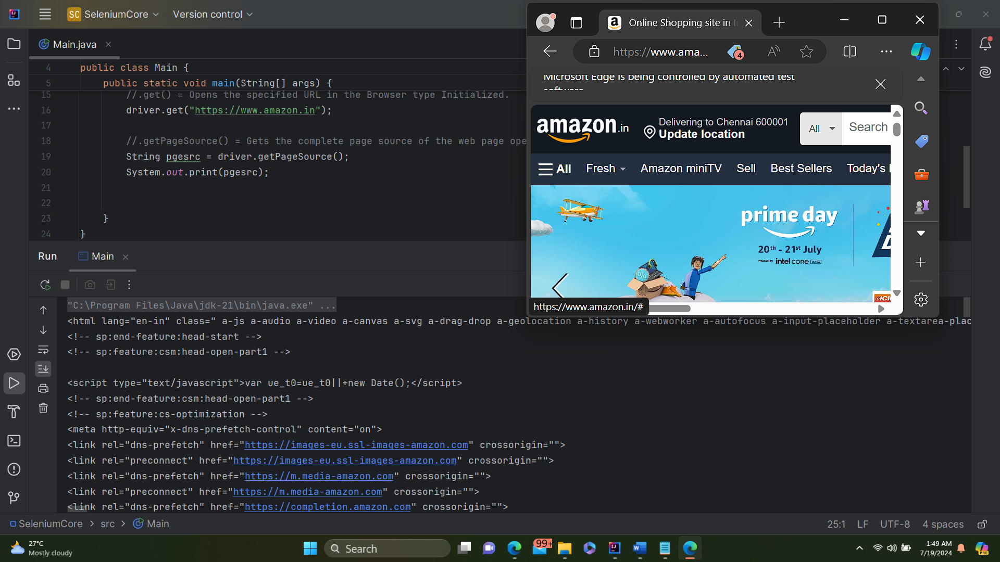 SC SeleniumCore Version control
Main.java
4 public class Main {
5 public static void main(String[] args) {
15 //.get() = Opens the specified URL in the Browser type Initialized.
16 driver.get("https://www.amazon.in");
17
18 //.getPageSource() = Gets the complete page source of the web page ope
19 String pgesrc = driver.getPageSource();
20 System.out.print(pgesrc);
21
22
23 }
24 }
Online Shopping site in
https://www.ama...
4
Microsoft Edge is being controlled by automated test
software.
amazon.in
Delivering to Chennai 600001
Update location
All
Search
All Fresh Amazon miniTV Sell Best Sellers Today's
prime day
20th - 21st July
Powered by intel CORE ULTRA
%
https://www.amazon.in/#
Run Main
"C:\Program Files\Java\jdk-21\bin\java.exe" ...
<html lang="en-in" class=" a-js a-audio a-video a-canvas a-svg a-drag-drop a-geolocation a-history a-webworker a-autofocus a-input-placeholder a-textarea-plac
<!-- sp:end-feature:head-start -->
<!-- sp:feature:csm:head-open-part1 -->
<script type="text/javascript">var ue_t0=ue_t0||+new Date();</script>
<!-- sp:end-feature:csm:head-open-part1 -->
<!-- sp:feature:cs-optimization -->
<meta http-equiv="x-dns-prefetch-control" content="on">
<link rel="dns-prefetch" href="https://images-eu.ssl-images-amazon.com" crossorigin="">
<link rel="preconnect" href="https://images-eu.ssl-images-amazon.com" crossorigin="">
<link rel="dns-prefetch" href="https://m.media-amazon.com" crossorigin="">
<link rel="preconnect" href="https://m.media-amazon.com" crossorigin="">
<link rel="dns-prefetch" href="https://completion.amazon.com" crossorigin="">
SeleniumCore > src > Main
25:1 LF UTF-8 4 spaces
27°C
Mostly cloudy
Search
99+
1:49 AM
7/19/2024
PRE